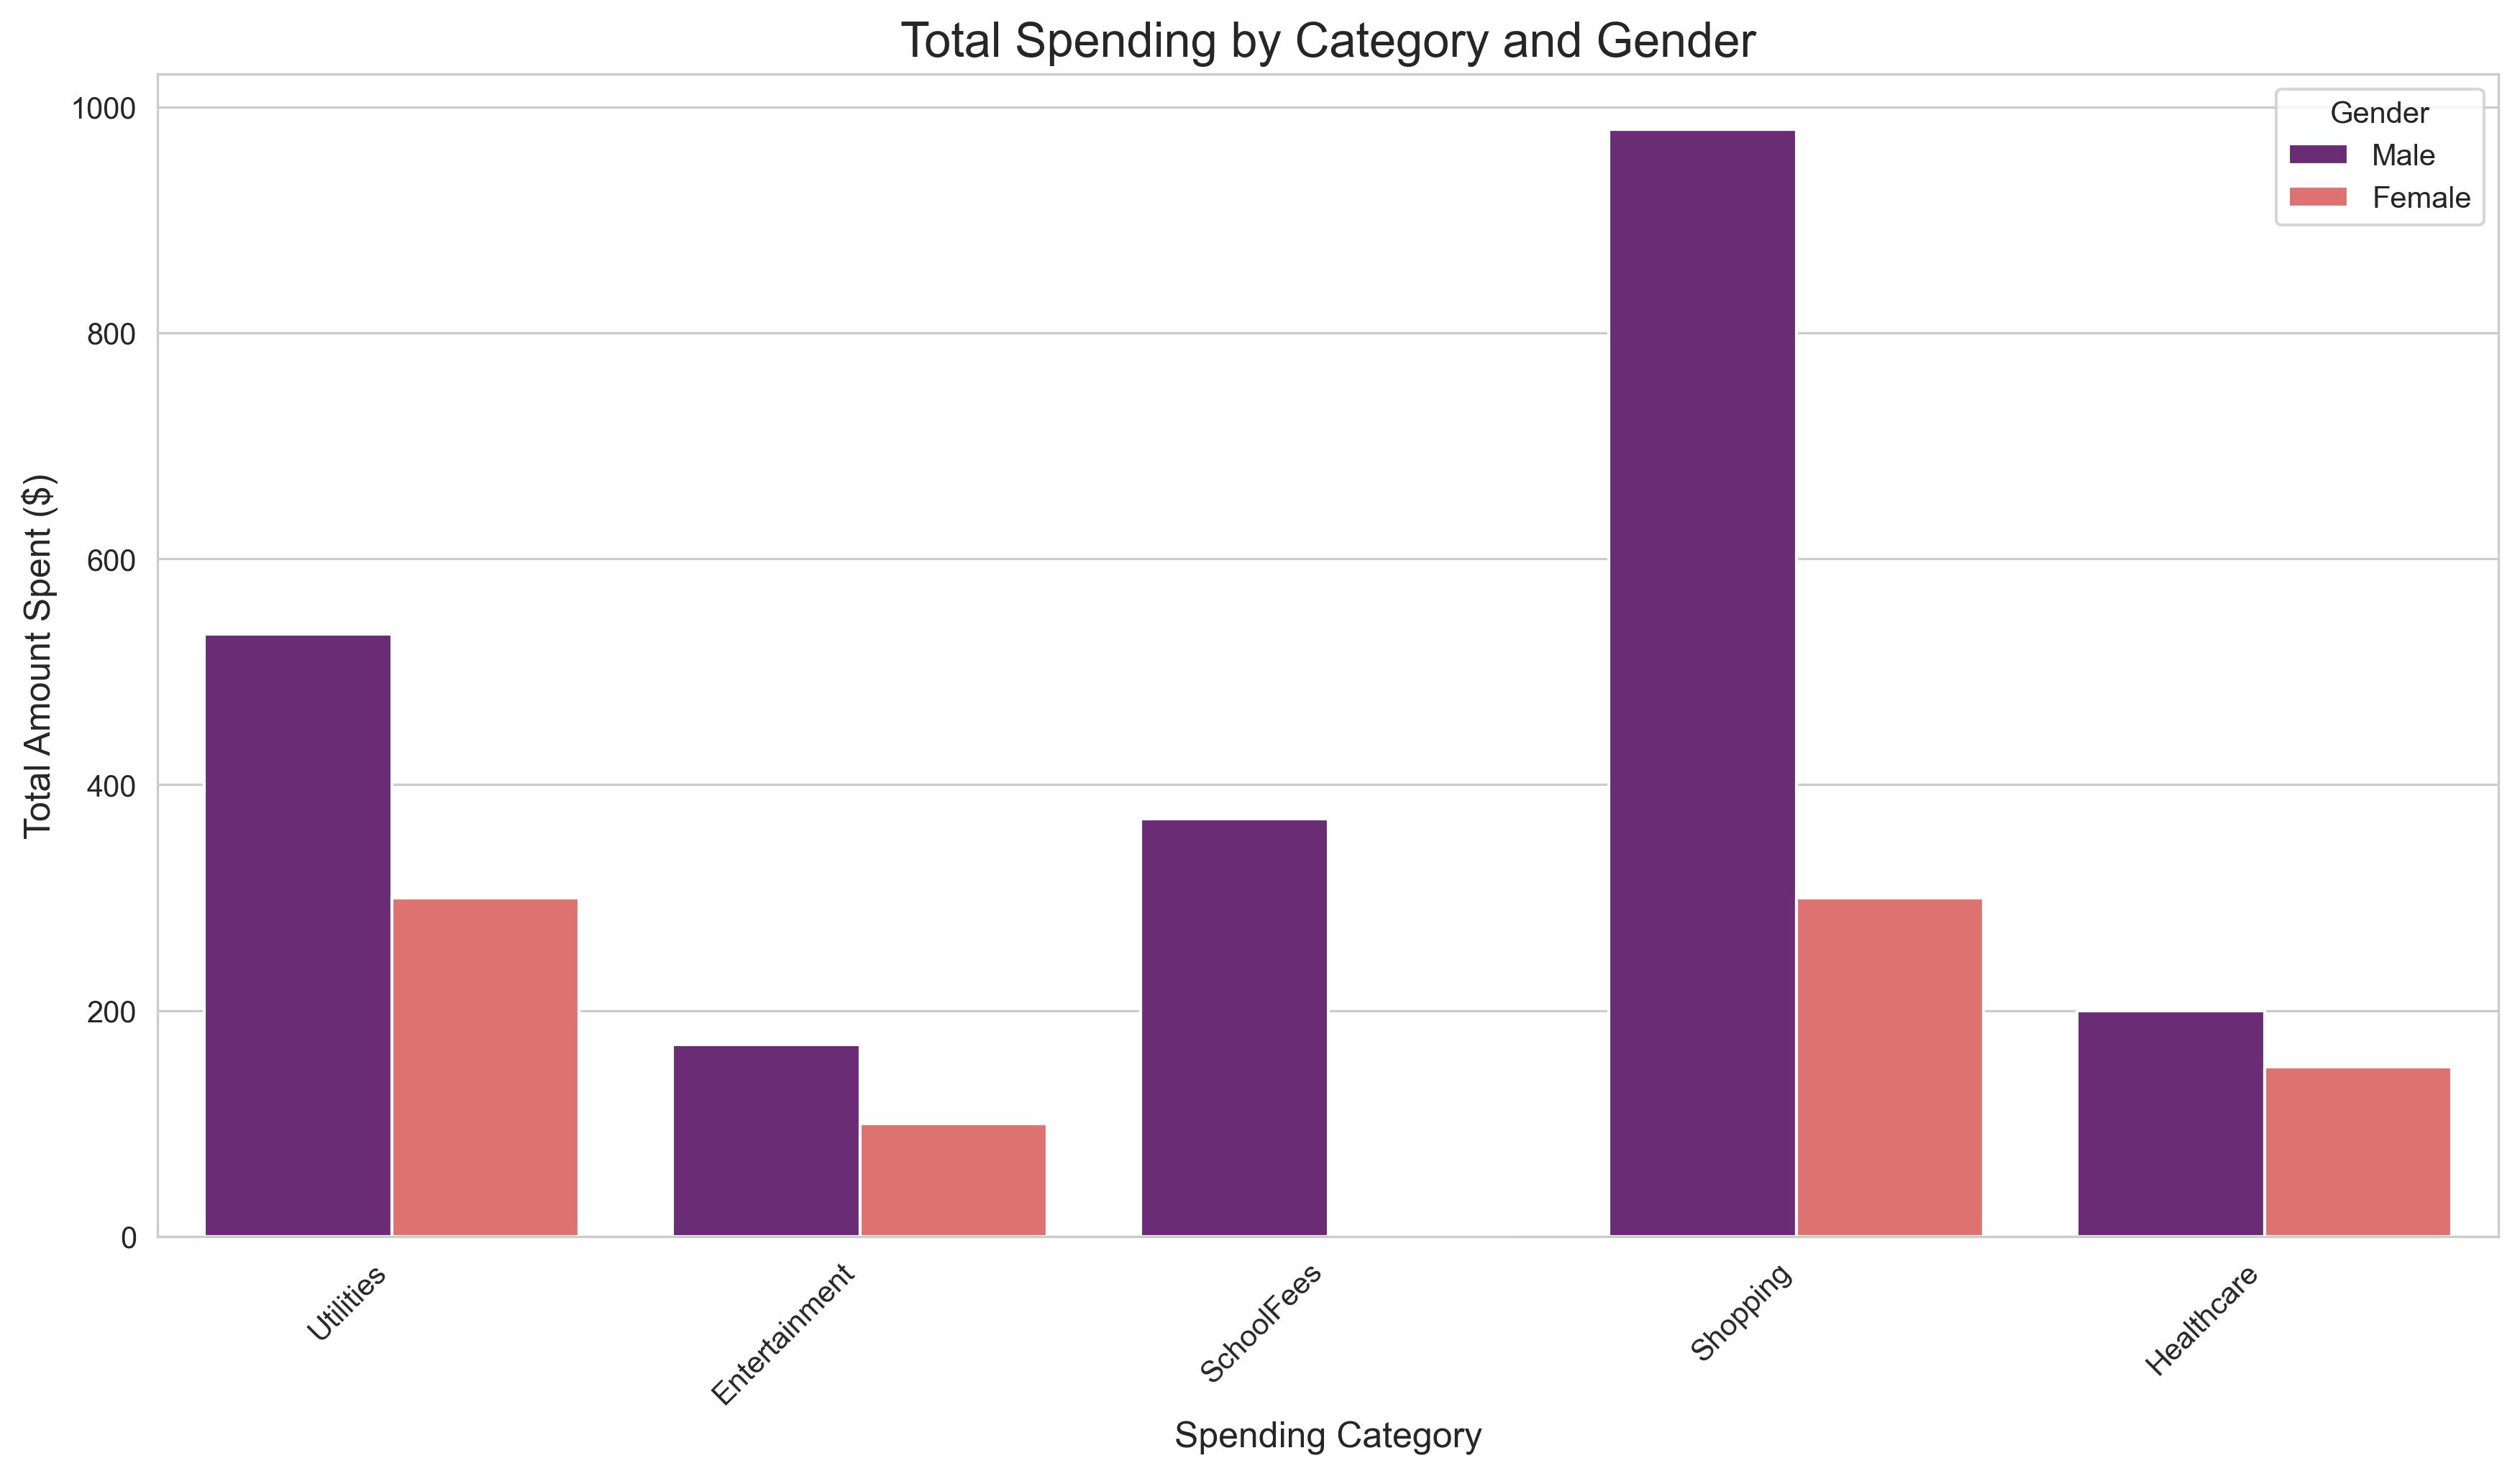 Total Spending by Category and Gender
Total Amount Spent ($)
1000
800
600
400
200
0
Gender
Male
Female
Utilities
Entertainment
SchoolFees
Shopping
Healthcare
Spending Category